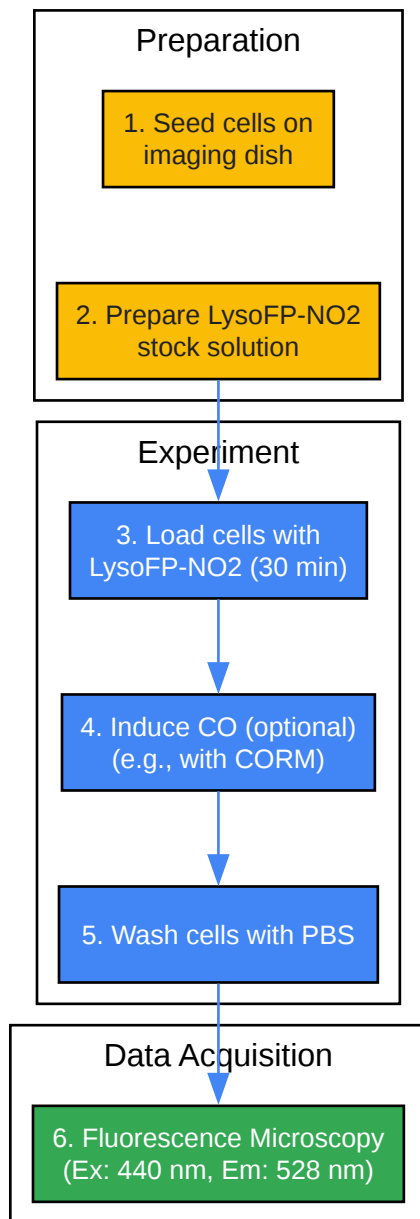 Preparation
1. Seed cells on
imaging dish
2. Prepare LysoFP-NO2
stock solution
Experiment
3. Load cells with
LysoFP-NO2 (30 min)
4. Induce CO (optional)
(e.g., with CORM)
5. Wash cells with PBS
Data Acquisition
6. Fluorescence Microscopy
(Ex: 440 nm, Em: 528 nm)